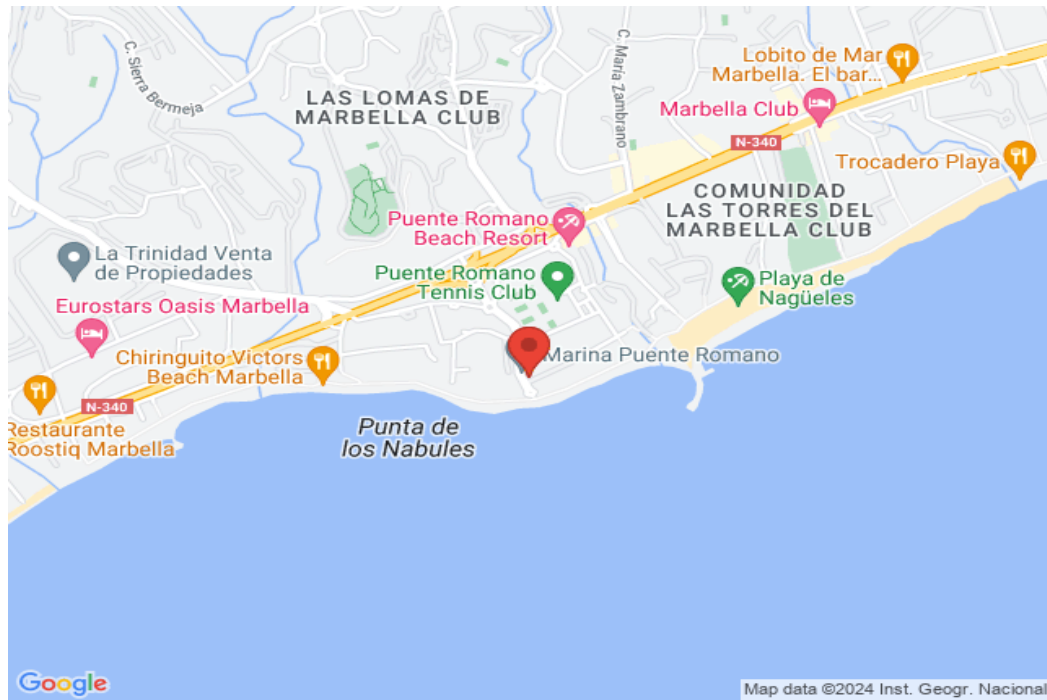 Lobito de Mar
Marbella. El bar...
C. Sierra Bermeja
C. María Zambrano
LAS LOMAS DE
MARBELLA CLUB
Marbella Club
N-340
Trocadero Playa
COMUNIDAD
LAS TORRES DEL
MARBELLA CLUB
Puente Romano
Beach Resort
La Trinidad Venta
de Propiedades
Puente Romano
Tennis Club
Playa de
Nagüeles
Eurostars Oasis Marbella
Chiringuito Victors
Beach Marbella
Marina Puente Romano
N-340
Restaurante
Roostiq Marbella
Punta de
los Nabules
Google
Map data ©2024 Inst. Geogr. Nacional